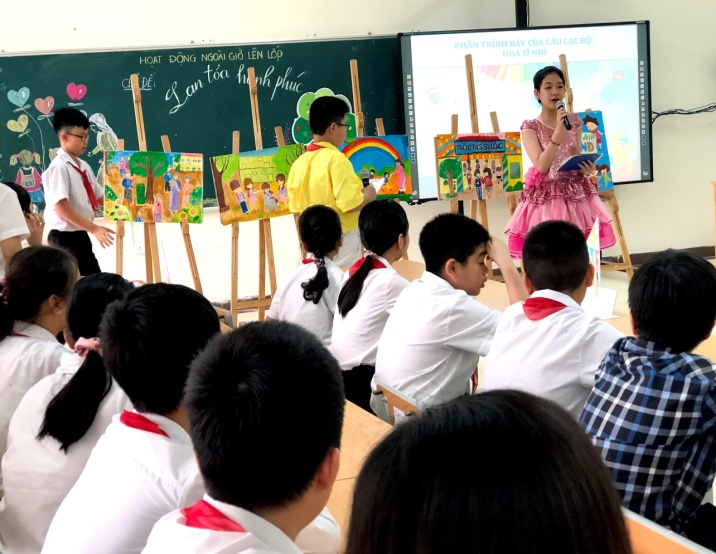 HOẠT ĐỘNG NGOÀI GIỜ LÊN LỚP
CHỦ ĐỀ:
Lan tỏa hạnh phúc
PHẦN TRÌNH BÀY CỦA CÂU LẠC BỘ
HỌA SĨ NHÍ